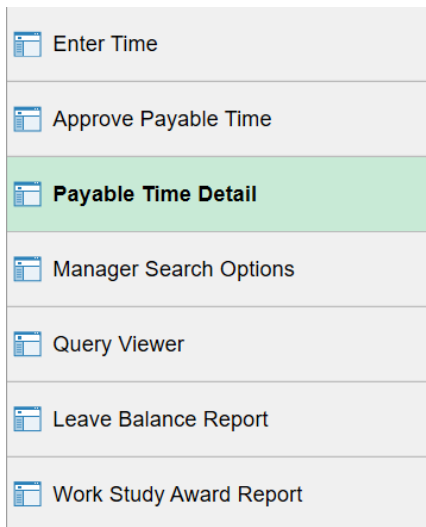 Enter Time
Approve Payable Time
Payable Time Detail
Manager Search Options
Query Viewer
Leave Balance Report
Work Study Award Report